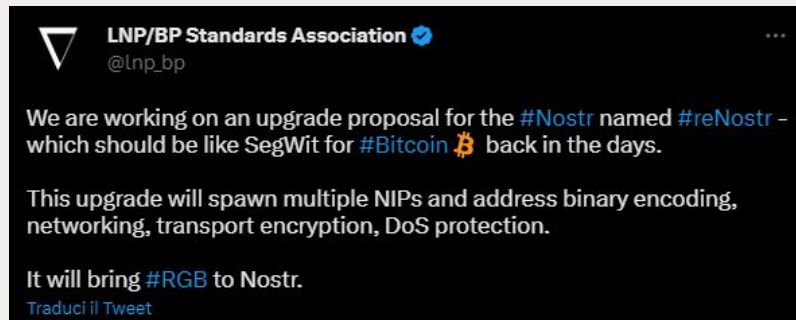 LNP/BP Standards Association
@lnp_bp
We are working on an upgrade proposal for the #Nostr named #reNostr -
which should be like SegWit for #Bitcoin back in the days.
This upgrade will spawn multiple NIPs and address binary encoding,
networking, transport encryption, DoS protection.
It will bring #RGB to Nostr.
Traduci il Tweet